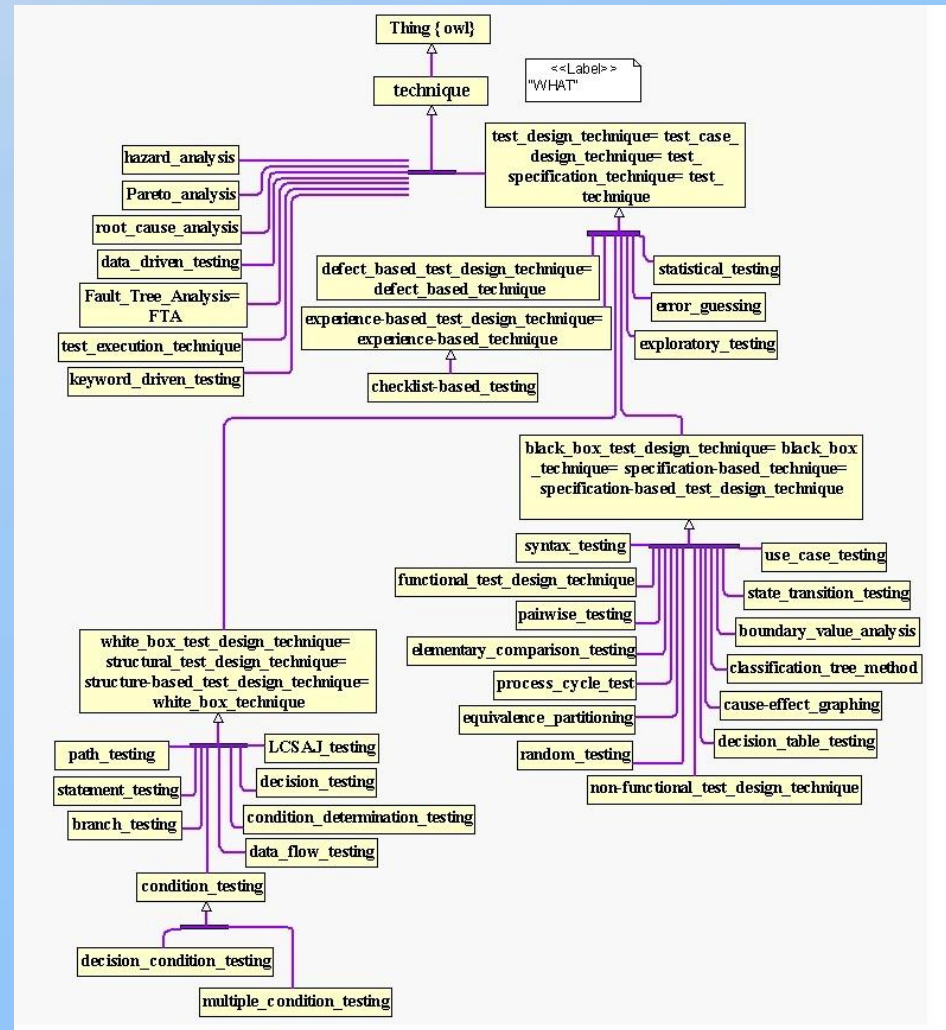 Thing { owl}
technique
<<Label>>
"WHAT"
test_design_technique= test_case_
design_technique= test_
specification_technique= test_
technique
hazard_analysis
Pareto_analysis
root_cause_analysis
data_driven_testing
Fault_Tree_Analysis=
FTA
test_execution_technique
keyword_driven_testing
defect_based_test_design_technique=
defect_based_technique
experience-based_test_design_technique=
experience-based_technique
checklist-based_testing
statistical_testing
error_guessing
exploratory_testing
black_box_test_design_technique= black_box
_technique= specification-based_technique=
specification-based_test_design_technique
syntax_testing
functional_test_design_technique
pairwise_testing
elementary_comparison_testing
process_cycle_test
equivalence_partitioning
random_testing
use_case_testing
state_transition_testing
boundary_value_analysis
classification_tree_method
cause-effect_graphing
decision_table_testing
non-functional_test_design_technique
white_box_test_design_technique=
structural_test_design_technique=
structure-based_test_design_technique=
white_box_technique
path_testing
statement_testing
branch_testing
LCSAJ_testing
decision_testing
condition_determination_testing
data_flow_testing
condition_testing
decision_condition_testing
multiple_condition_testing